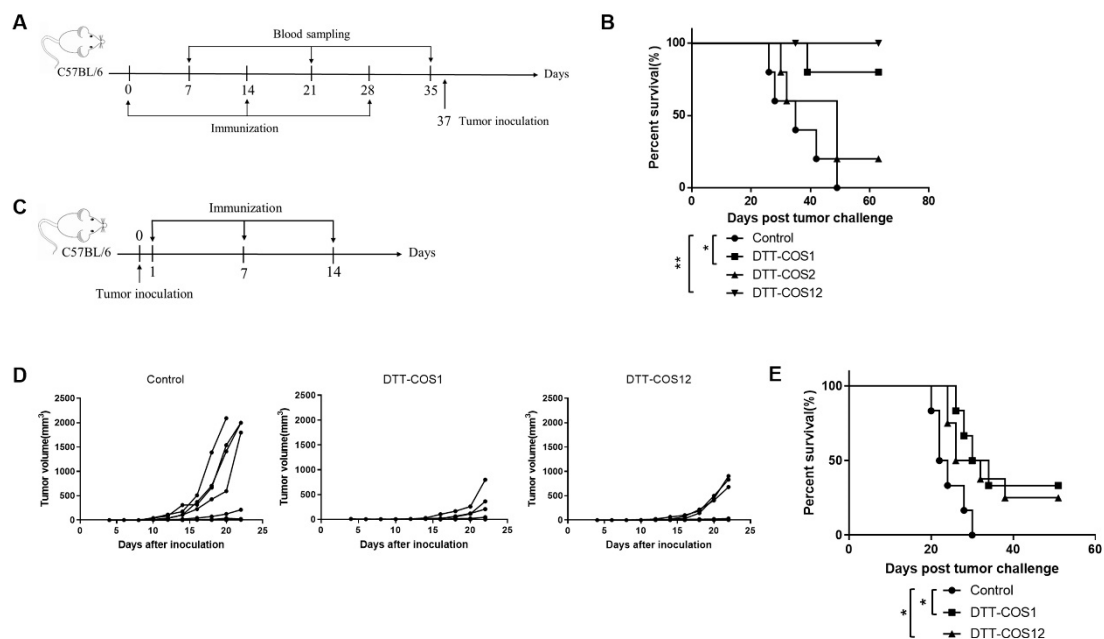 A
Blood sampling
C57BL/6
Days
0 7 14 21 28 35
37 Tumor inoculation
Immunization
B
Percent survival(%)
100
50
0
0 20 40 60 80
Days post tumor challenge
** *
Control
DTT-COS1
DTT-COS2
DTT-COS12
C
Immunization
C57BL/6
0
Days
1 7 14
Tumor inoculation
D
Control
Tumor volume(mm3)
2500
2000
1500
1000
500
0
0 5 10 15 20 25
Days after inoculation
DTT-COS1
Tumor volume(mm3)
2500
2000
1500
1000
500
0
0 5 10 15 20 25
Days after inoculation
DTT-COS12
Tumor volume(mm3)
2500
2000
1500
1000
500
0
0 5 10 15 20 25
Days after inoculation
E
Percent survival(%)
100
50
0
0 20 40 60
Days post tumor challenge
* *
Control
DTT-COS1
DTT-COS12